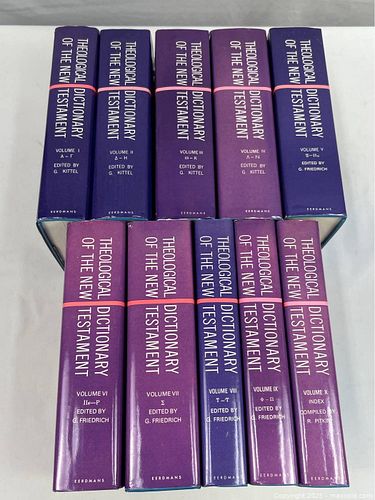 THEOLOGICAL DICTIONARY
OF THE NEW TESTAMENT
VOLUME I
Α–Γ
EDITED BY
G. KITTEL
EERDMANS
THEOLOGICAL DICTIONARY
OF THE NEW TESTAMENT
VOLUME II
Δ–Η
EDITED BY
G. KITTEL
EERDMANS
THEOLOGICAL DICTIONARY
OF THE NEW TESTAMENT
VOLUME III
Θ–Κ
EDITED BY
G. KITTEL
EERDMANS
THEOLOGICAL DICTIONARY
OF THE NEW TESTAMENT
VOLUME IV
Λ–Ν
EDITED BY
G. KITTEL
EERDMANS
THEOLOGICAL DICTIONARY
OF THE NEW TESTAMENT
VOLUME V
Ξ–Πα
EDITED BY
G. FRIEDRICH
EERDMANS
THEOLOGICAL DICTIONARY
OF THE NEW TESTAMENT
VOLUME VI
Πε–Ρ
EDITED BY
G. FRIEDRICH
EERDMANS
THEOLOGICAL DICTIONARY
OF THE NEW TESTAMENT
VOLUME VII
Σ
EDITED BY
G. FRIEDRICH
EERDMANS
THEOLOGICAL DICTIONARY
OF THE NEW TESTAMENT
VOLUME VIII
Τ–Υ
EDITED BY
G. FRIEDRICH
EERDMANS
THEOLOGICAL DICTIONARY
OF THE NEW TESTAMENT
VOLUME IX
Φ–Ω
EDITED BY
G. FRIEDRICH
EERDMANS
THEOLOGICAL DICTIONARY
OF THE NEW TESTAMENT
VOLUME X
INDEX
COMPILED BY
R. PITKIN